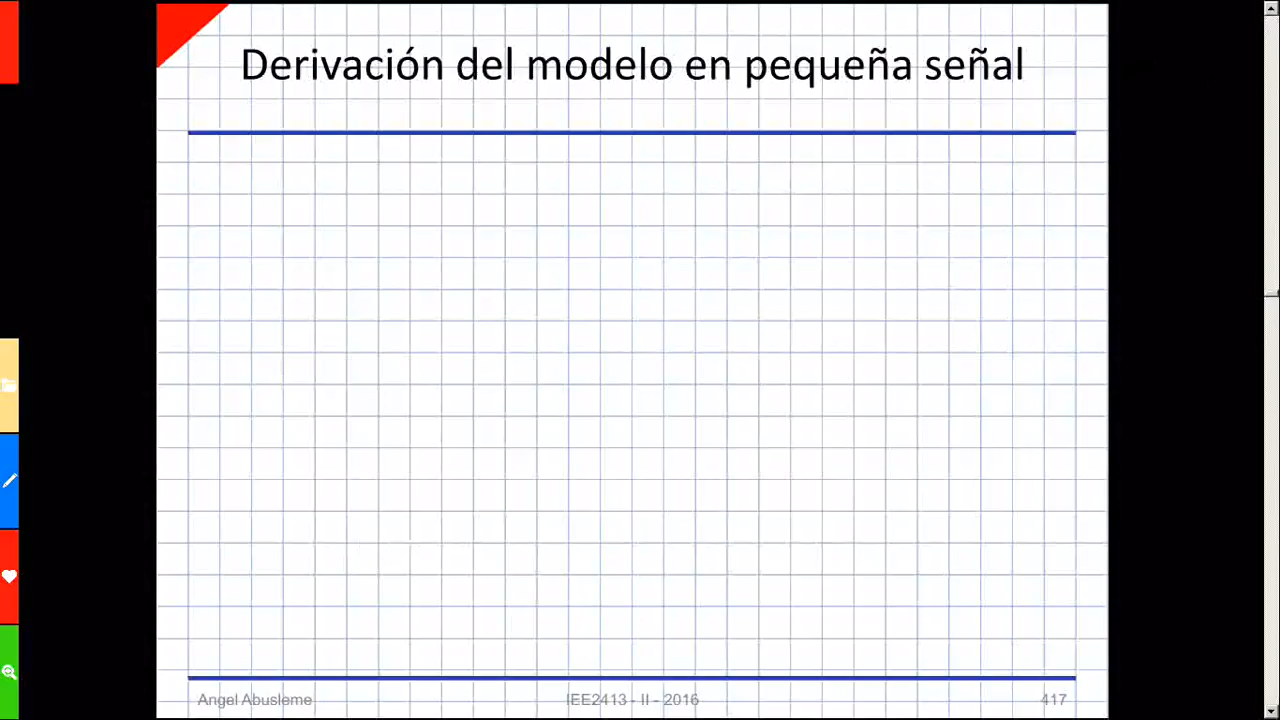 Derivación del modelo en pequeña señal
Angel Abusleme
IEE2413 - II - 2016
417